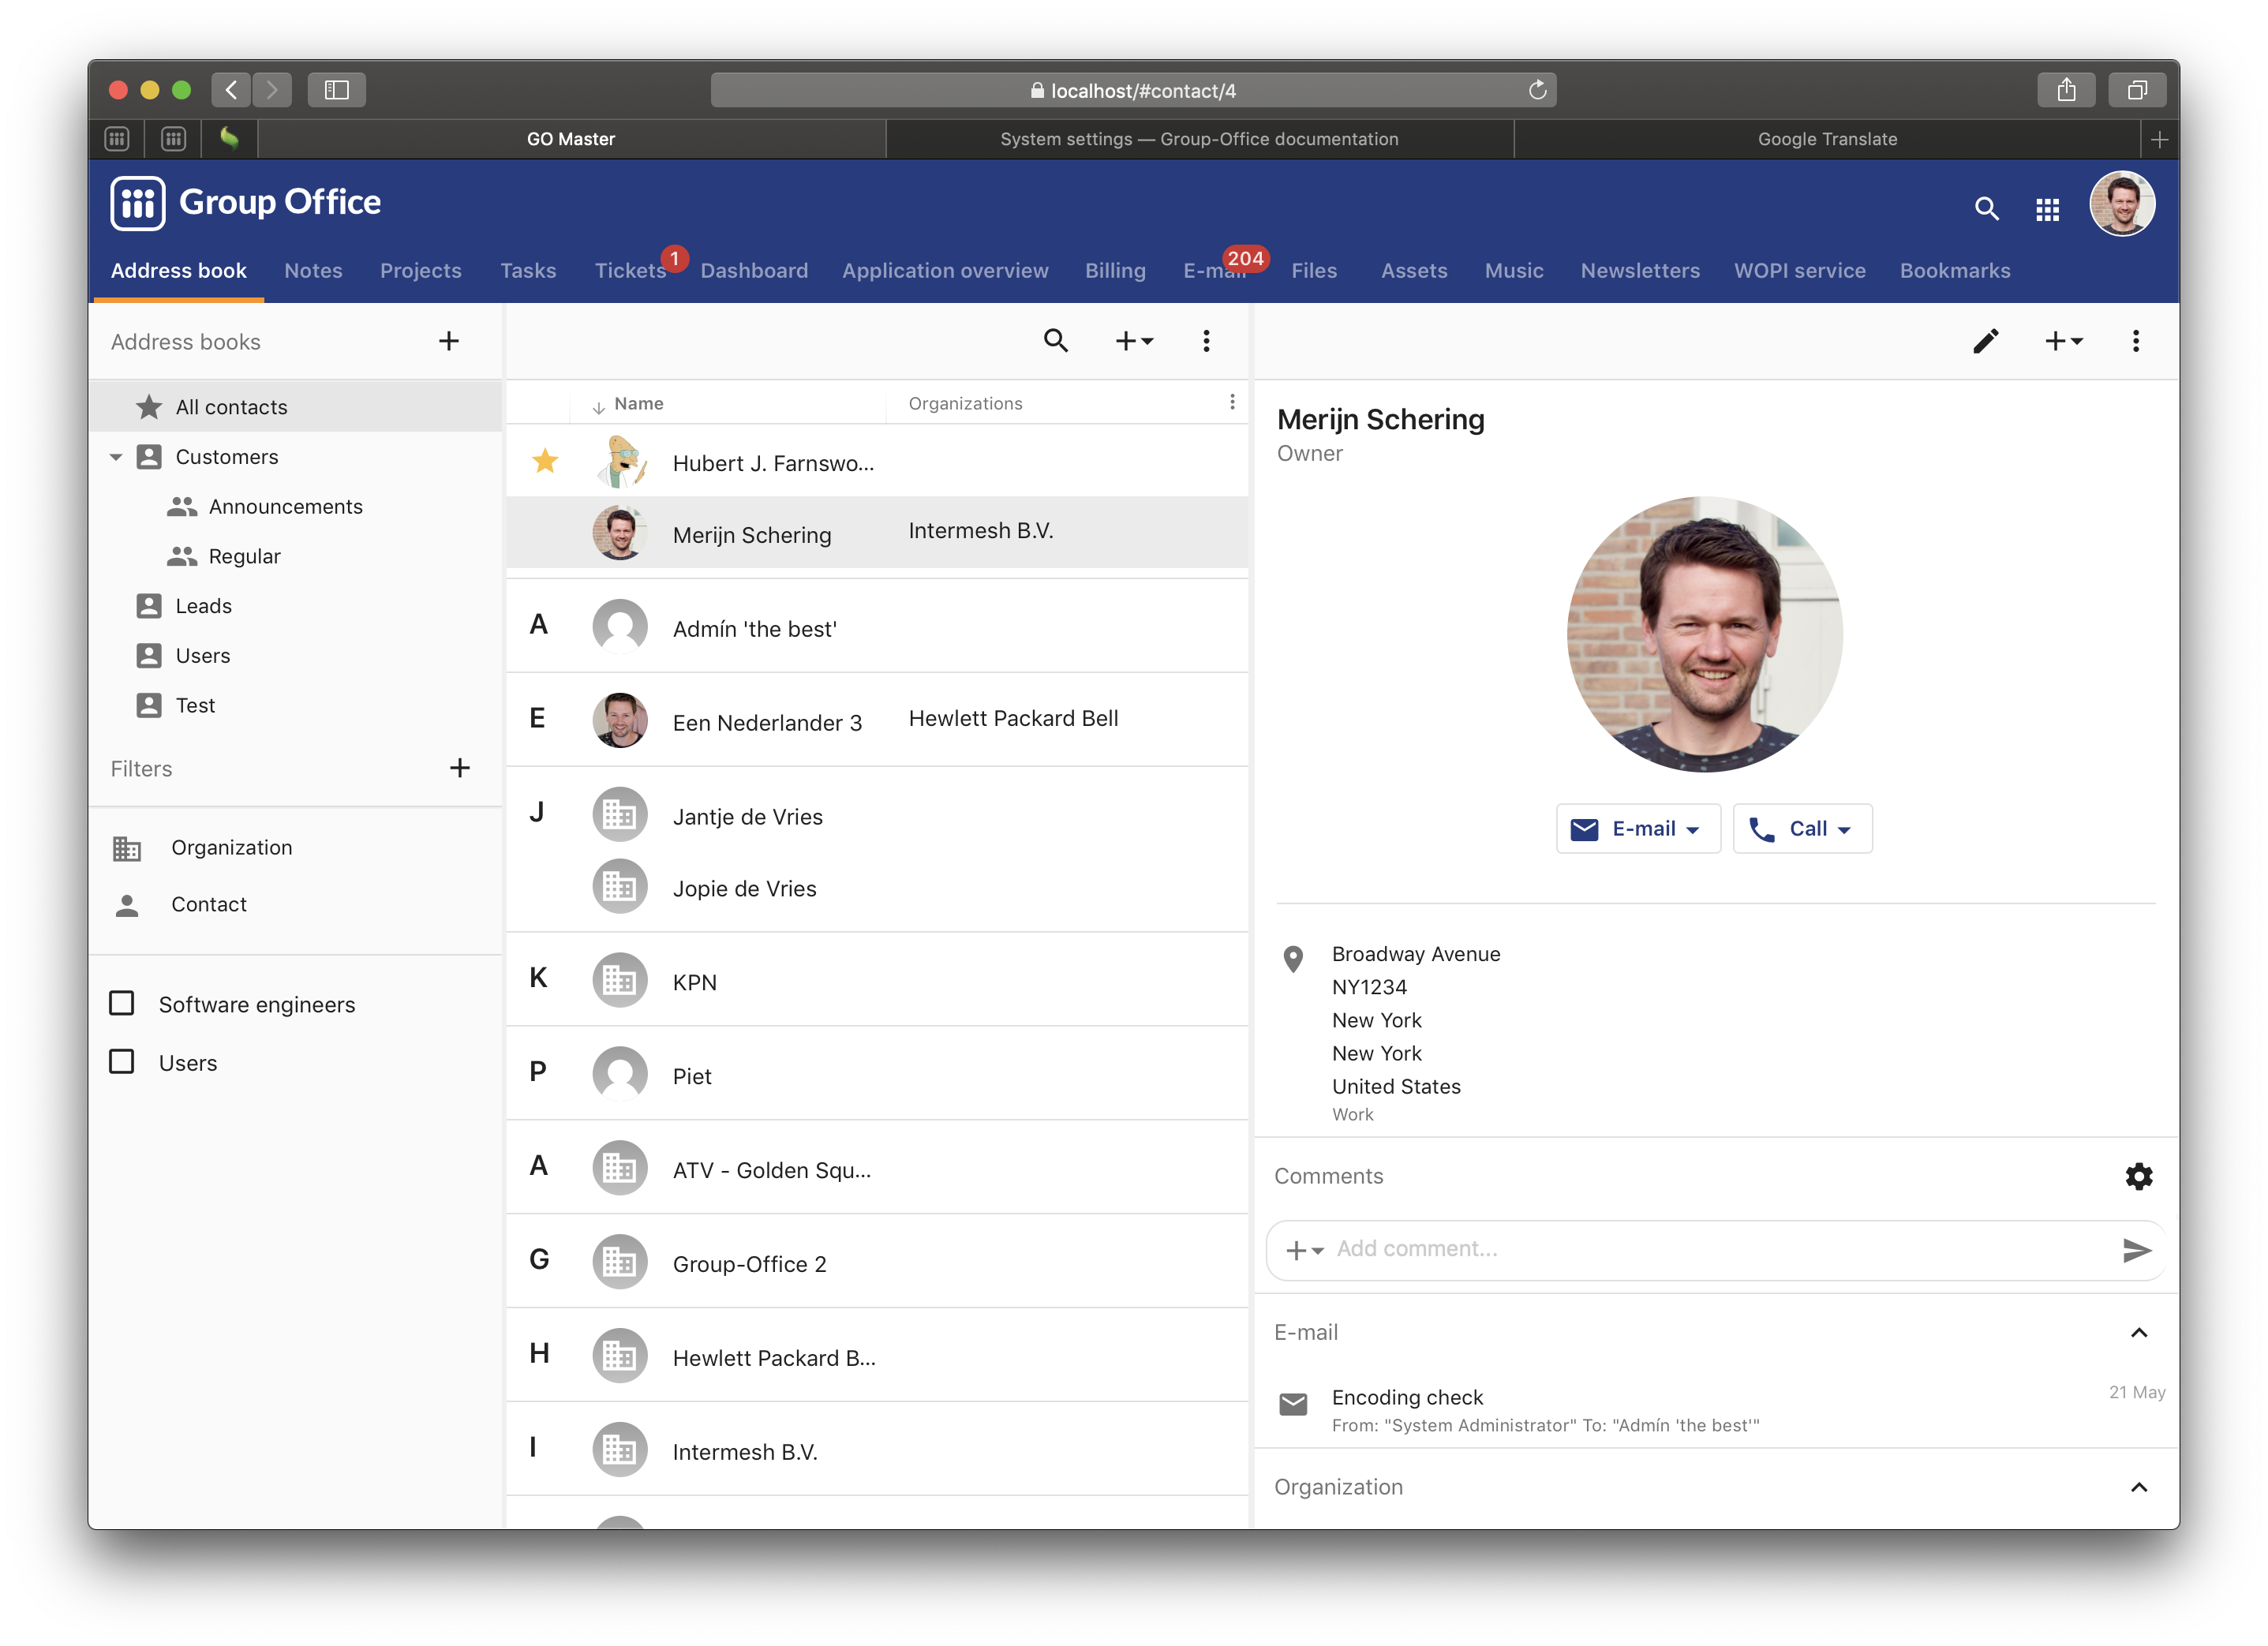 localhost/#contact/4
GO Master
System settings — Group-Office documentation
Google Translate
Group Office
Address book
Notes
Projects
Tasks
Tickets
1
Dashboard
Application overview
Billing
E-mail
204
Files
Assets
Music
Newsletters
WOPI service
Bookmarks
Address books
All contacts
Customers
Announcements
Regular
Leads
Users
Test
Filters
Organization
Contact
Software engineers
Users
Name
Organizations
Hubert J. Farnswo...
Merijn Schering
Intermesh B.V.
A
Admín 'the best'
E
Een Nederlander 3
Hewlett Packard Bell
J
Jantje de Vries
Jopie de Vries
K
KPN
P
Piet
A
ATV - Golden Squ...
G
Group-Office 2
H
Hewlett Packard B...
I
Intermesh B.V.
Merijn Schering
Owner
E-mail
Call
Broadway Avenue
NY1234
New York
New York
United States
Work
Comments
Add comment...
E-mail
Encoding check
21 May
From: "System Administrator" To: "Admín 'the best'"
Organization